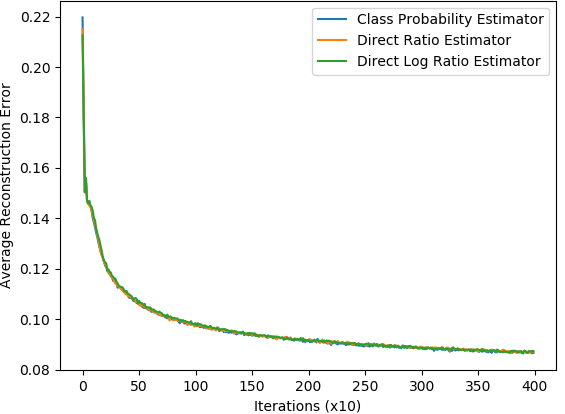 0.22
0.20
0.18
0.16
0.14
0.12
0.10
0.08
Average Reconstruction Error
Class Probability Estimator
Direct Ratio Estimator
Direct Log Ratio Estimator
0 50 100 150 200 250 300 350 400
Iterations (x10)